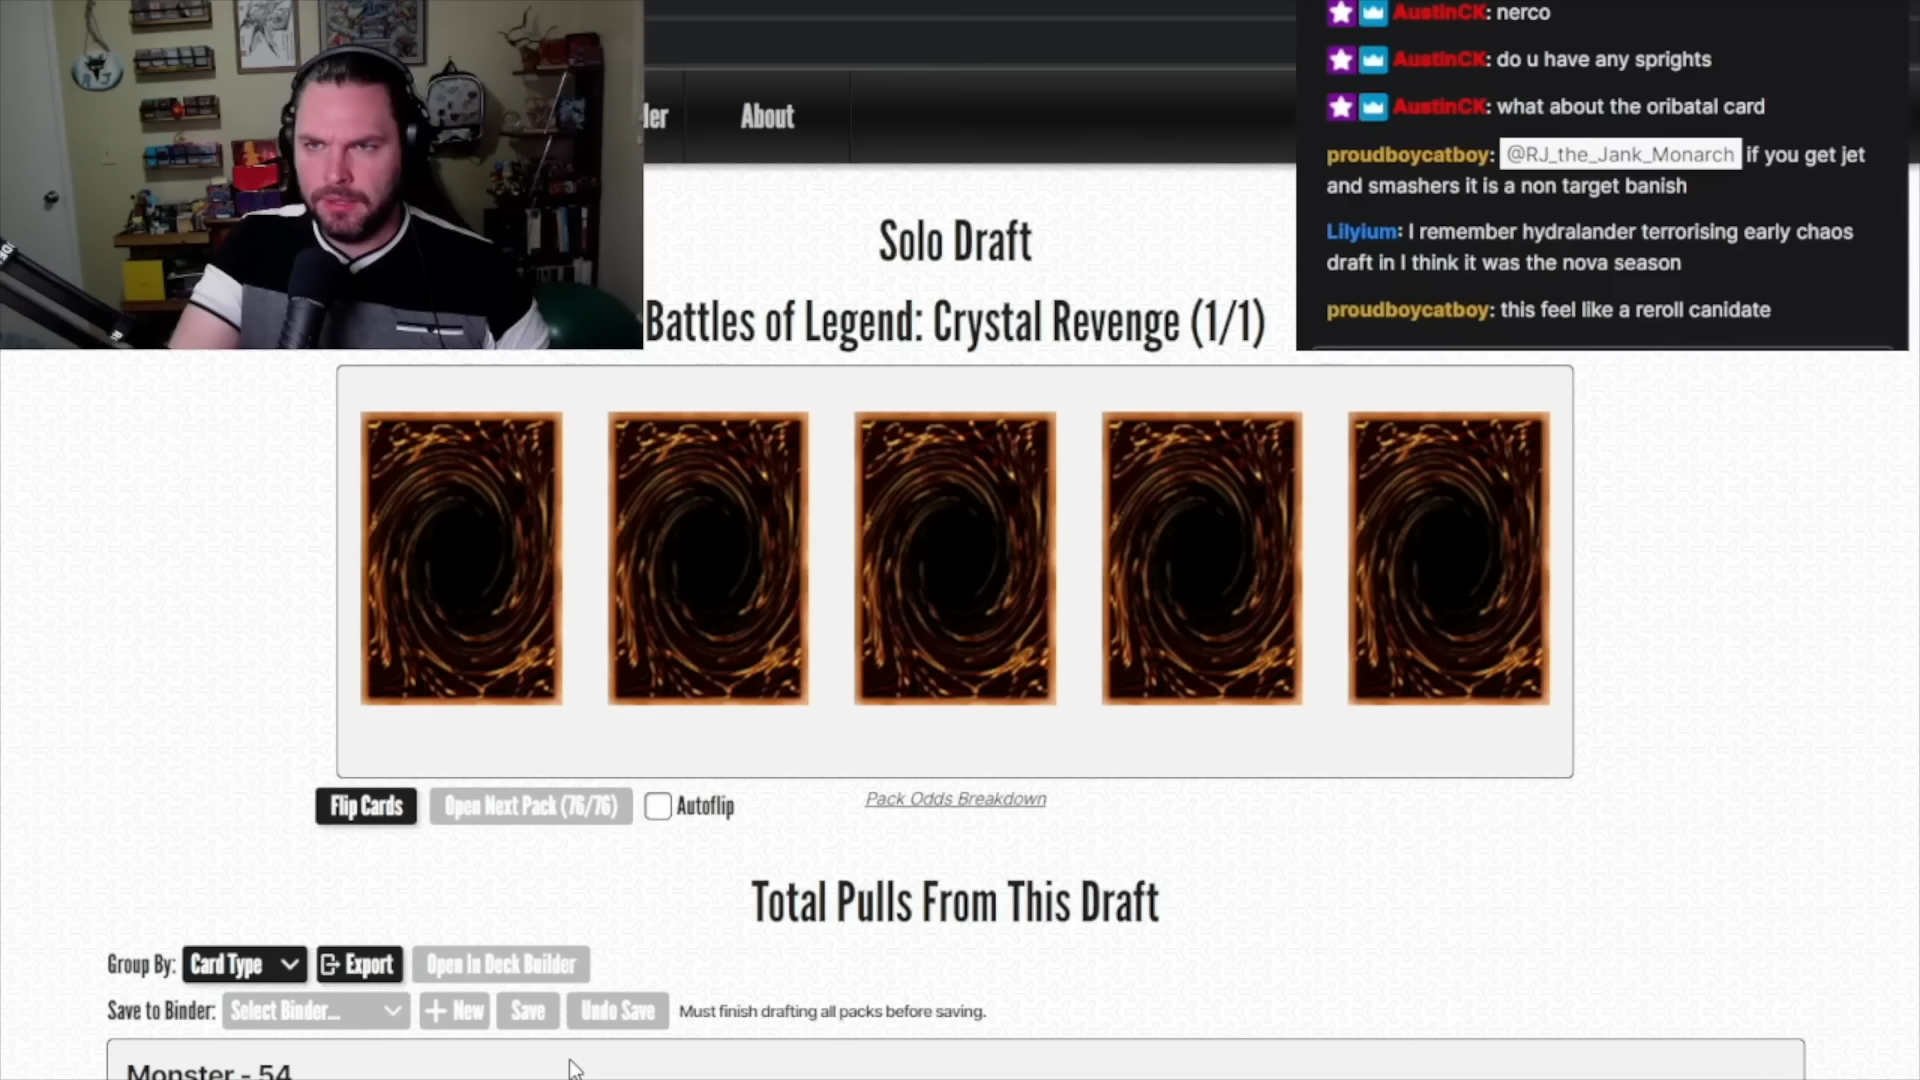 AustinCK: nerco
AustinCK: do u have any sprights
AustinCK: what about the oribatal card
proudboycatboy: @RJ_the_Jank_Monarch if you get jet
and smashers it is a non target banish
Lilyium: I remember hydralander terrorising early chaos
draft in I think it was the nova season
proudboycatboy: this feel like a reroll canidate
ler About
Solo Draft
Battles of Legend: Crystal Revenge (1/1)
Flip Cards Open Next Pack (76/76) Autoflip Pack Odds Breakdown
Total Pulls From This Draft
Group By: Card Type Export Open In Deck Builder
Save to Binder: Select Binder... + New Save Undo Save Must finish drafting all packs before saving.
Monster - 54